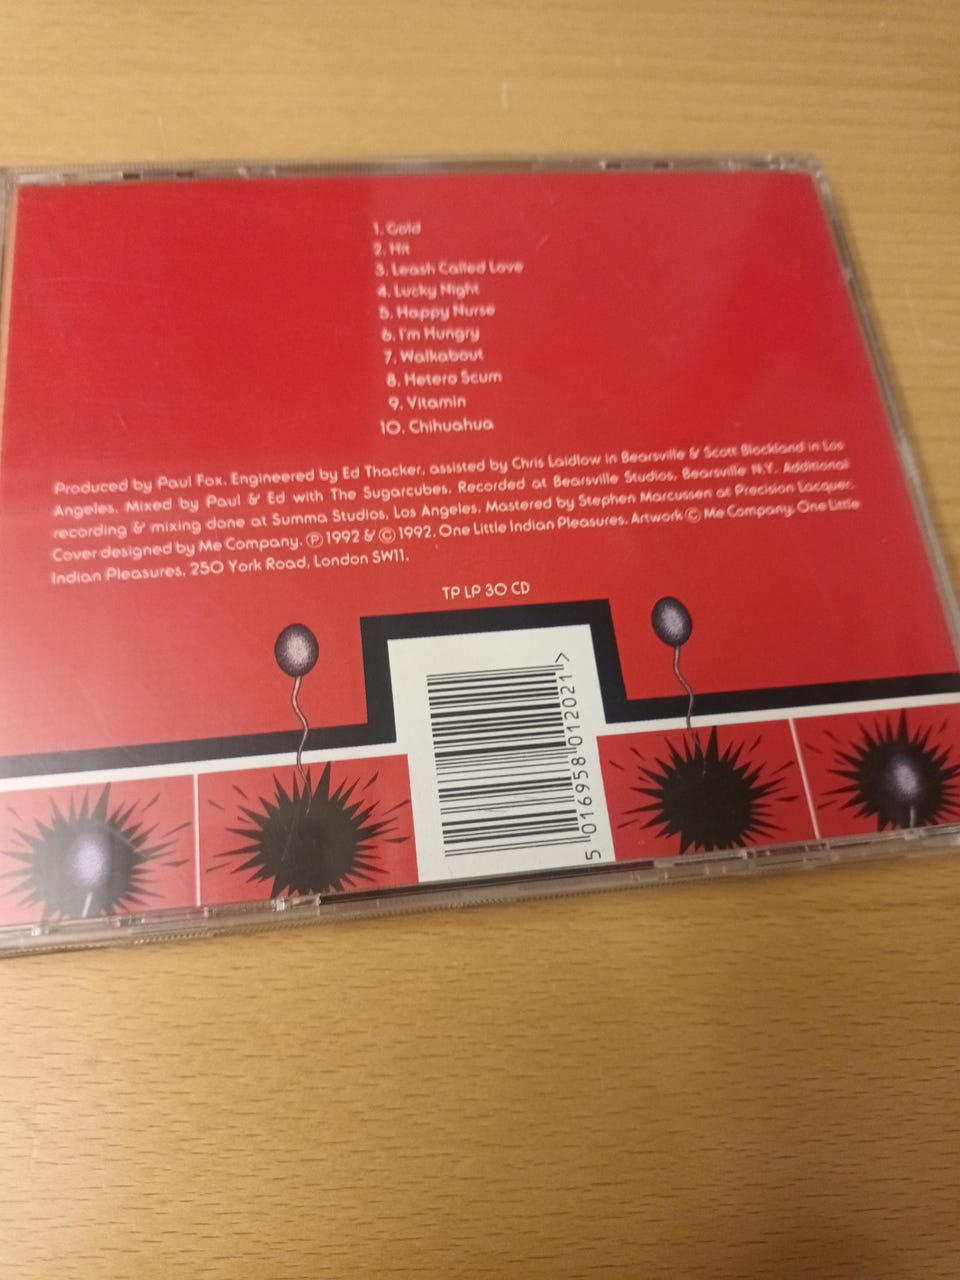 1. Gold
2. Hit
3. Leash Called Love
4. Lucky Night
5. Happy Nurse
6. I'm Hungry
7. Walkabout
8. Hetero Scum
9. Vitamin
10. Chihuahua
Produced by Paul Fox. Engineered by Ed Thacker, assisted by Chris Laidlow in Bearsville & Scott Blockland in Los
Angeles. Mixed by Paul & Ed with The Sugarcubes. Recorded at Bearsville Studios, Bearsville N.Y. Additional
recording & mixing done at Summa Studios, Los Angeles. Mastered by Stephen Marcussen at Precision Lacquer.
Cover designed by Me Company. Ⓟ 1992 & © 1992. One Little Indian Pleasures. Artwork © Me Company. One Little
Indian Pleasures, 250 York Road, London SW11.
TP LP 30 CD
5 016958 012021 >